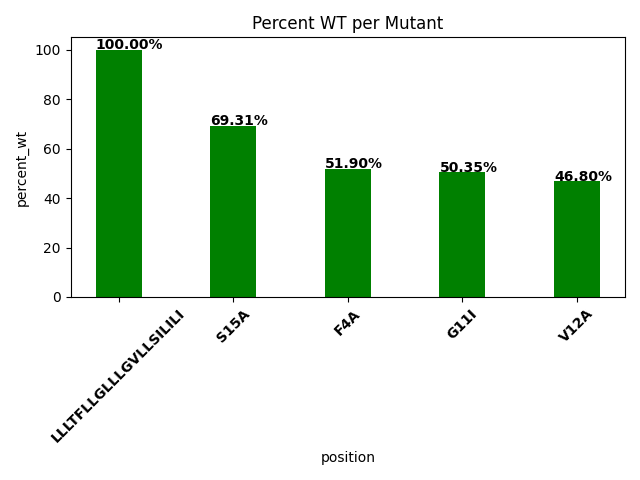 Percent WT per Mutant
percent_wt
100
80
60
40
20
0
100.00%
69.31%
51.90%
50.35%
46.80%
LLLTFLLGLLLGVLLSILILI
S15A
F4A
G11I
V12A
position